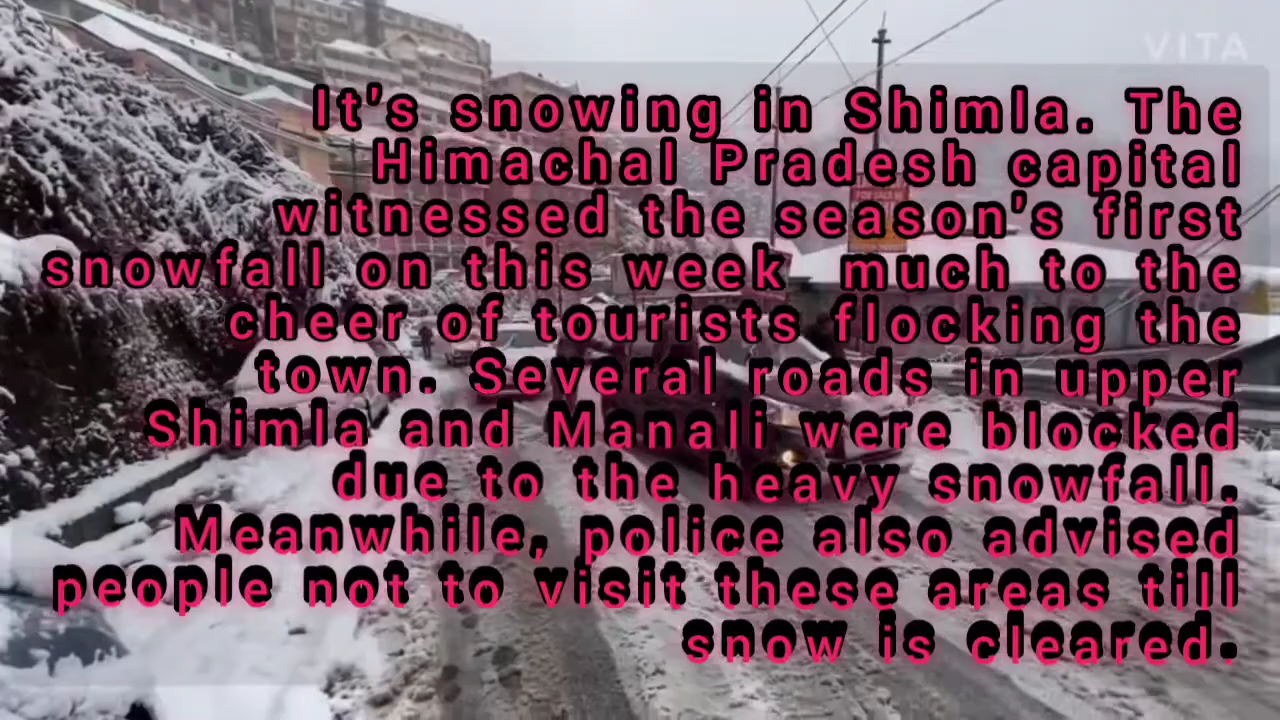 VITA
It's snowing in Shimla. The
Himachal Pradesh capital
witnessed the season's first
snowfall on this week much to the
cheer of tourists flocking the
town. Several roads in upper
Shimla and Manali were blocked
due to the heavy snowfall.
Meanwhile, police also advised
people not to visit these areas till
snow is cleared.